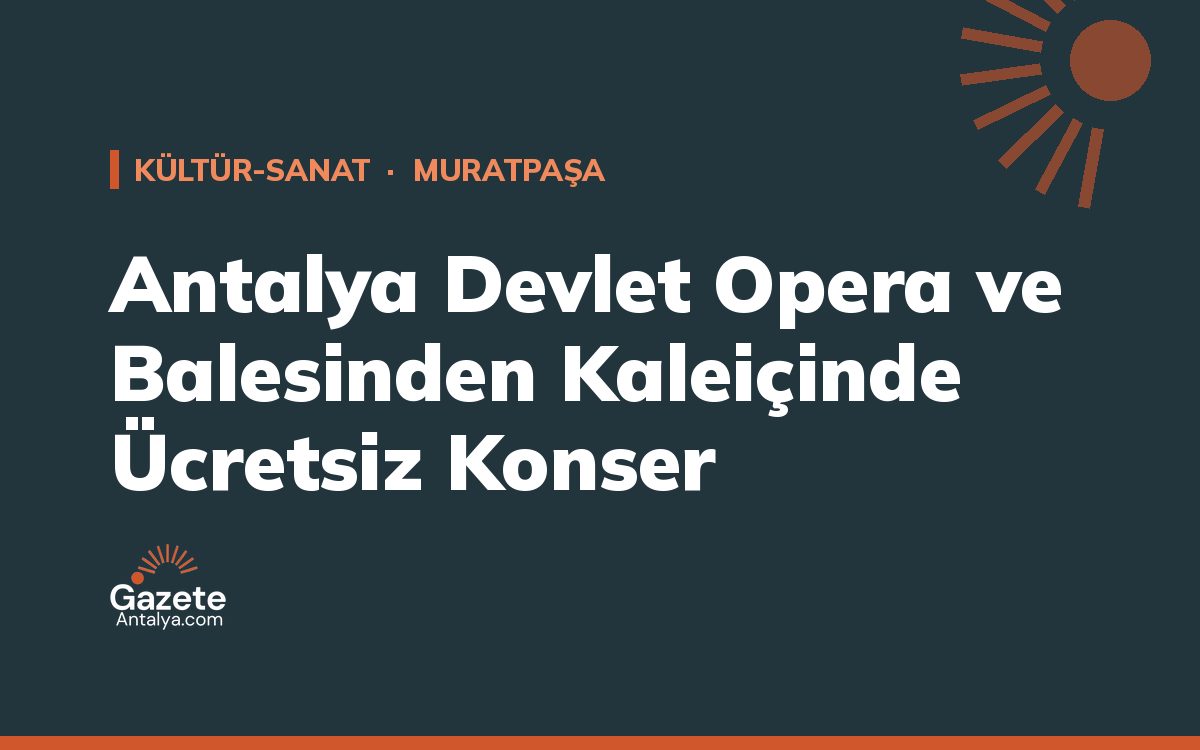 KÜLTÜR-SANAT · MURATPAŞA
Antalya Devlet Opera ve
Balesinden Kaleiçinde
Ücretsiz Konser
Gazete
Antalya.com